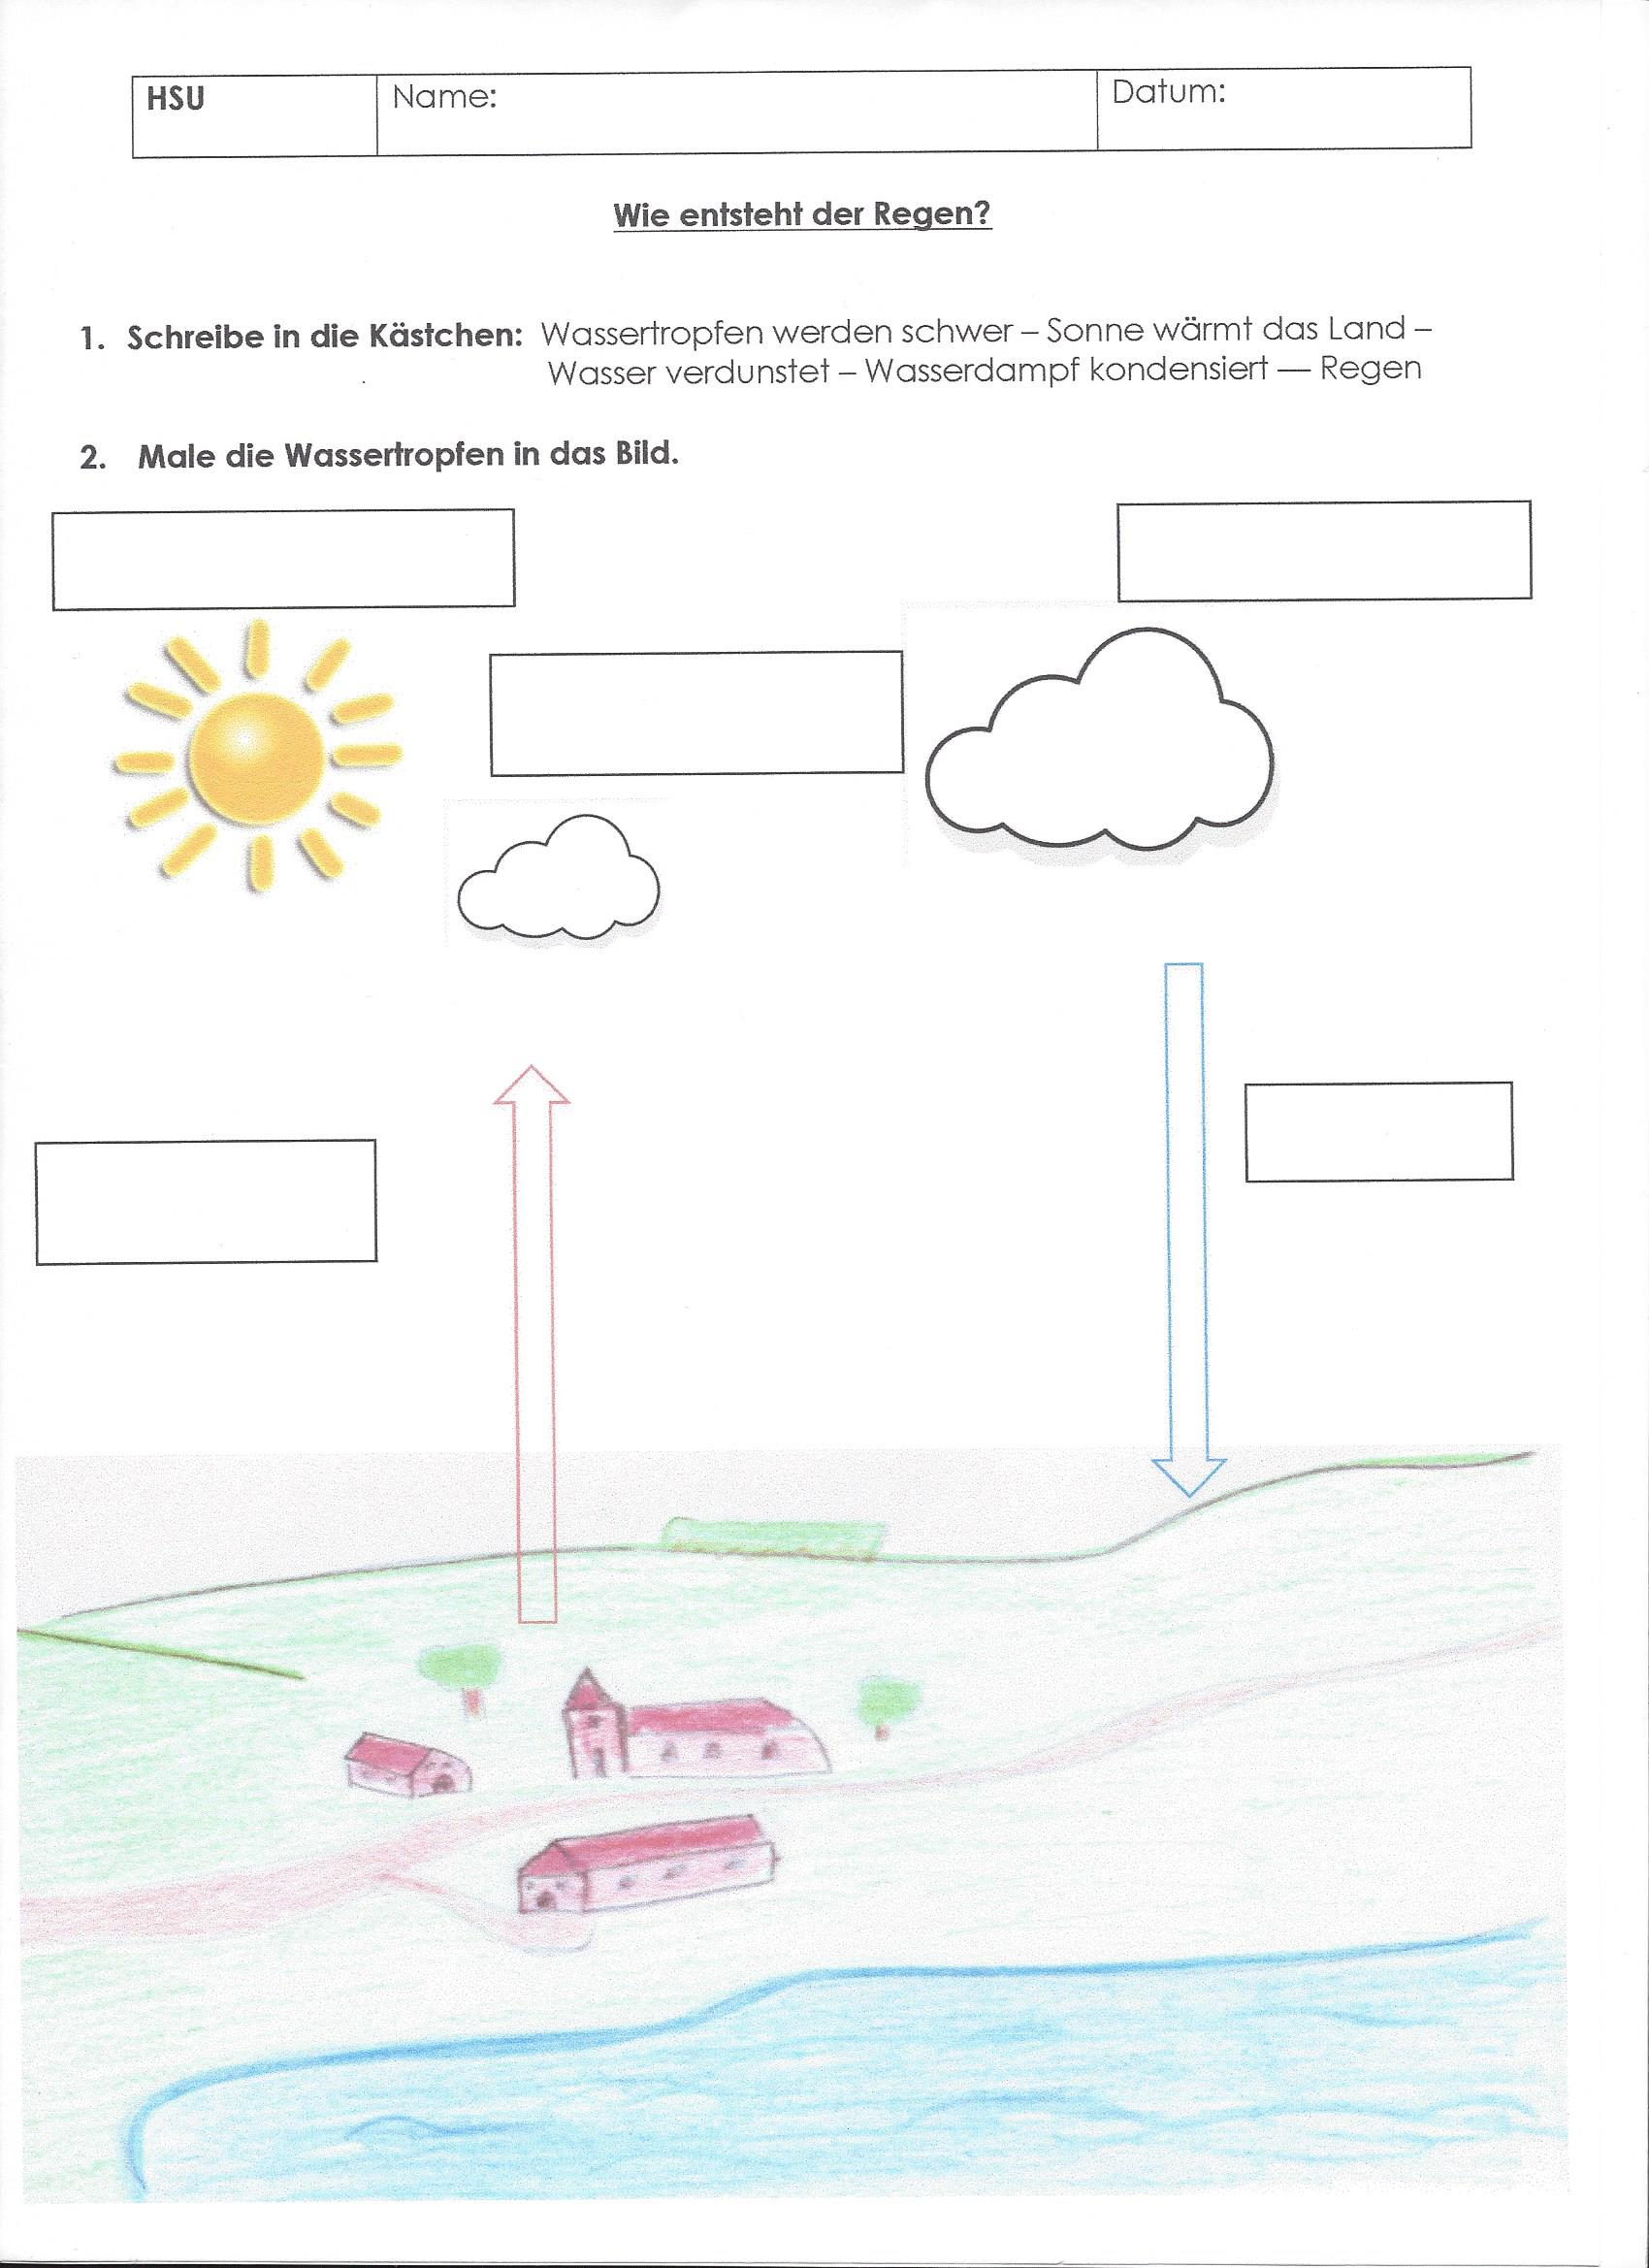 HSU Name: Datum:
Wie entsteht der Regen?
1. Schreibe in die Kästchen: Wassertropfen werden schwer – Sonne wärmt das Land –
Wasser verdunstet – Wasserdampf kondensiert — Regen
2. Male die Wassertropfen in das Bild.